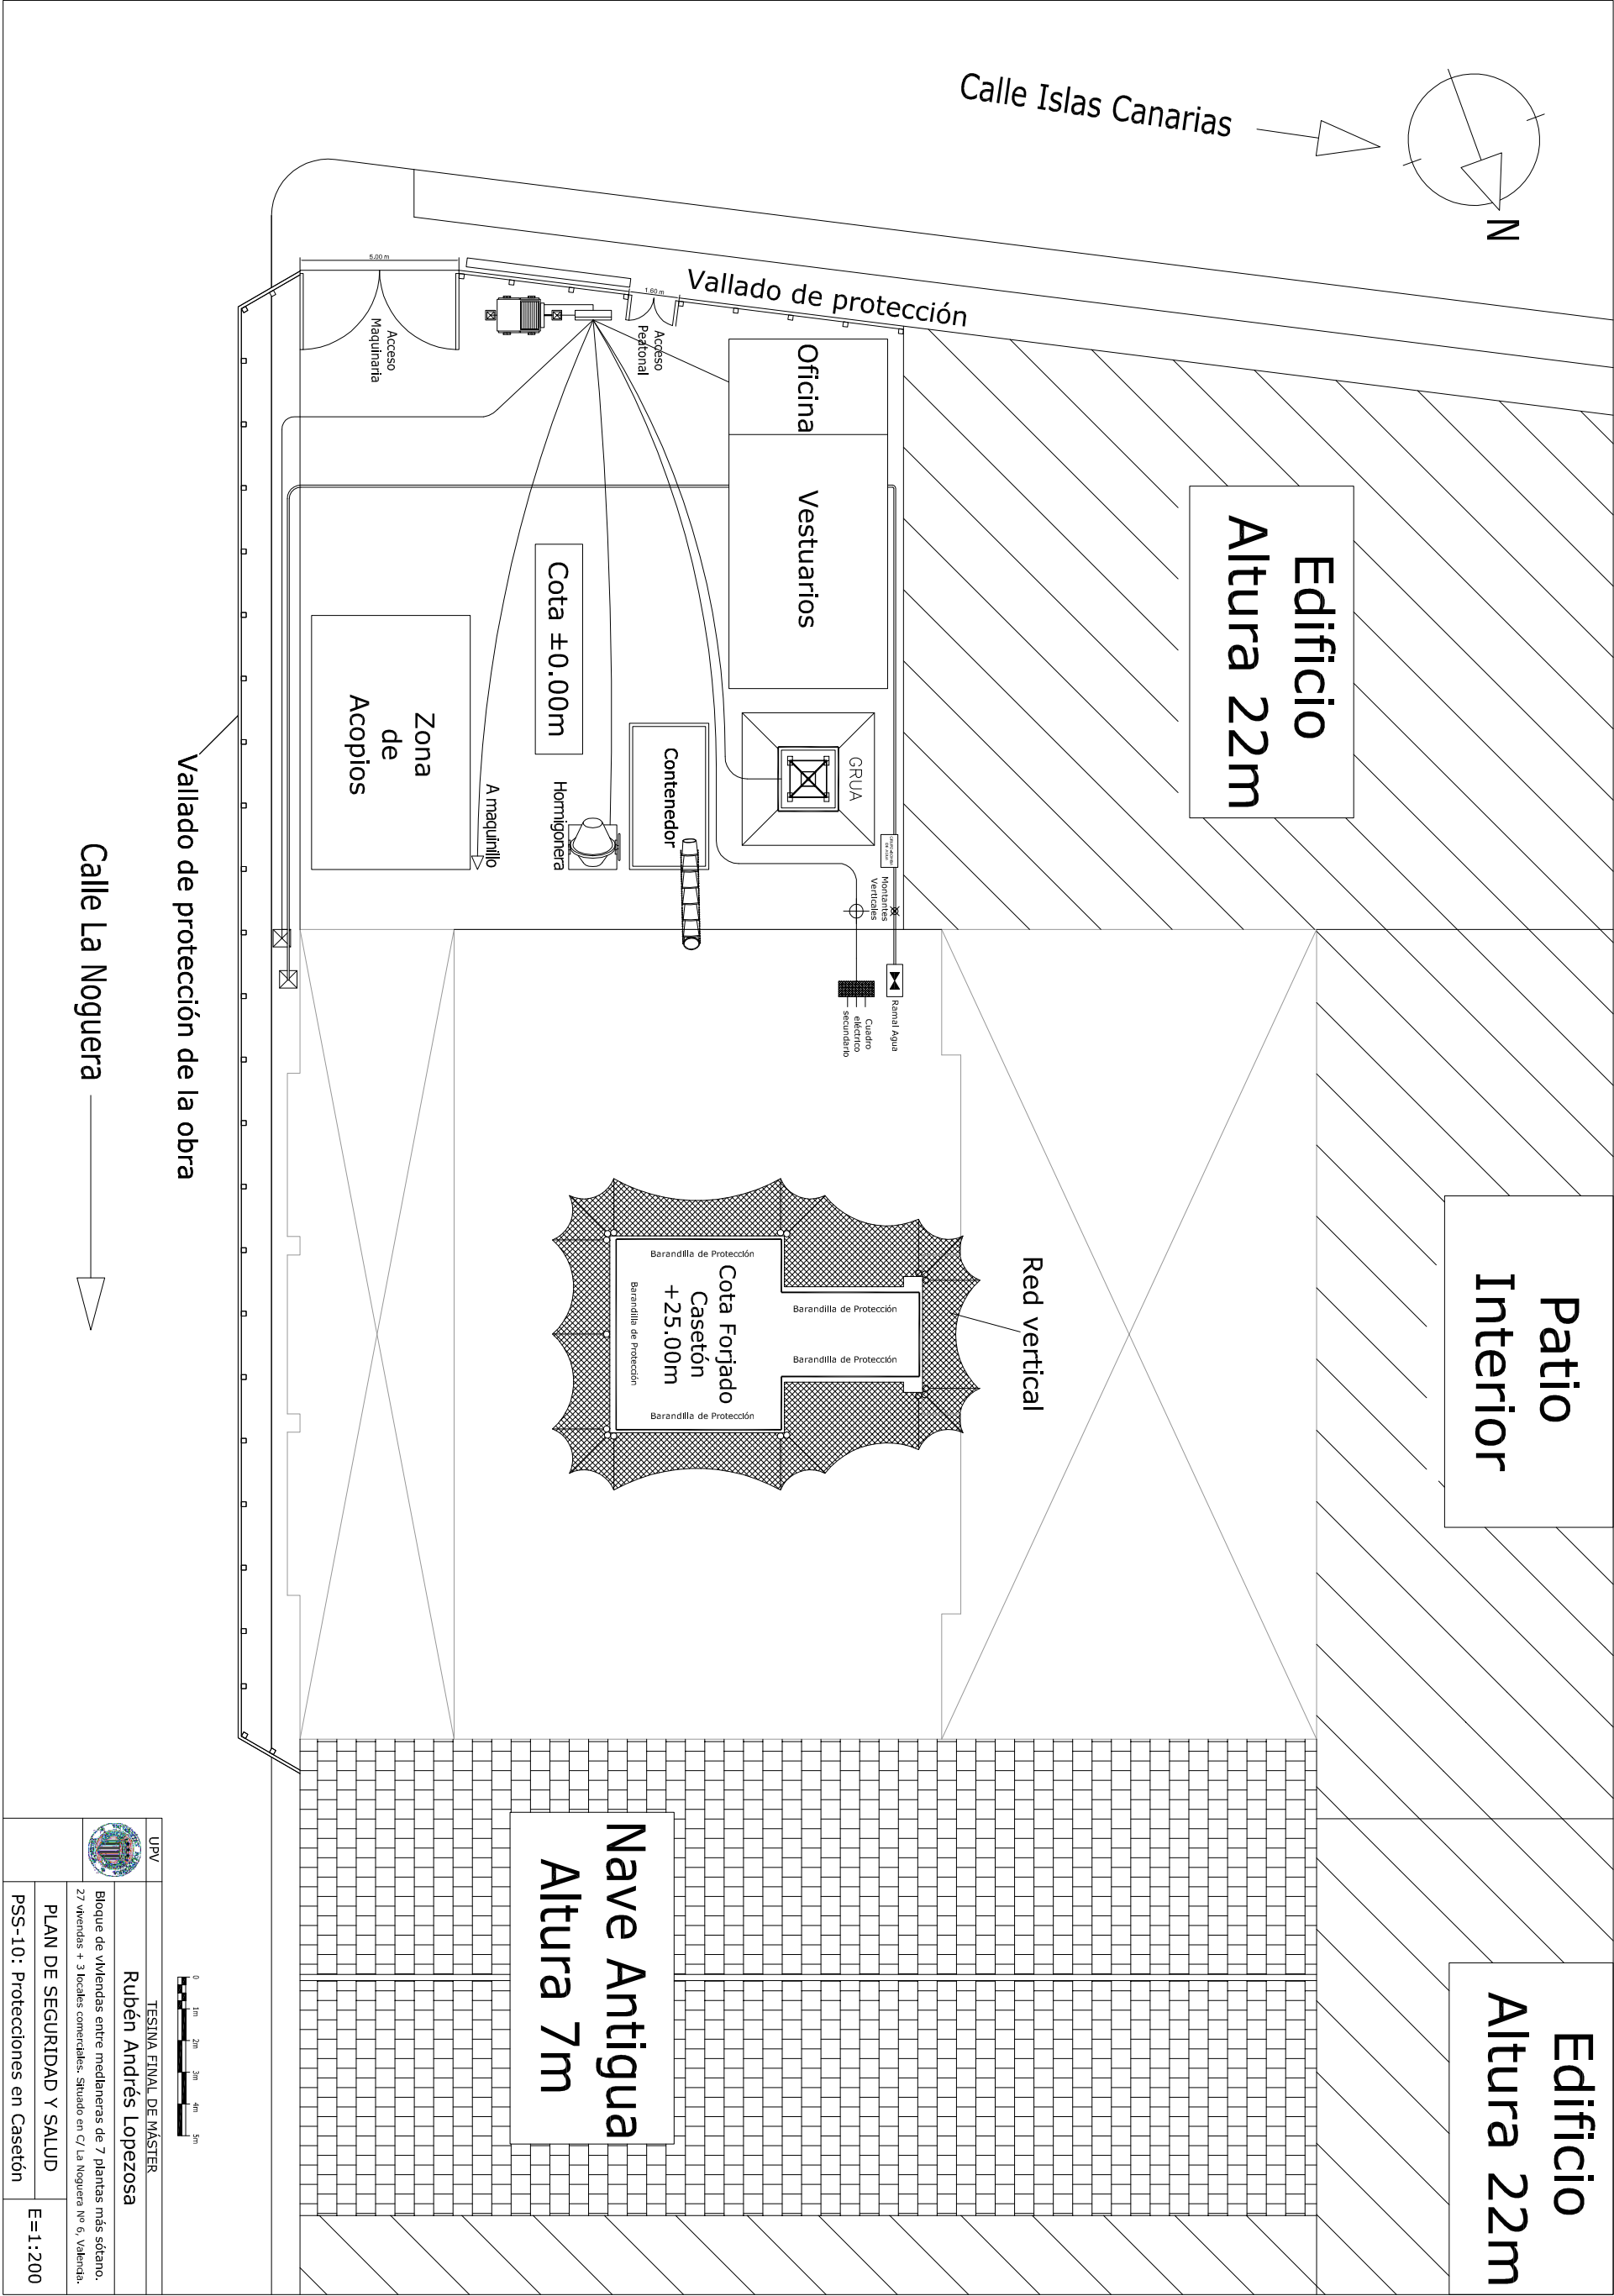 Calle Islas Canarias
N
Vallado de protección
5.00 m
1.60 m
Acceso
Maquinaria
Acceso
Peatonal
Oficina
Vestuarios
Edificio
Altura 22m
Cota ±0.00m
Zona
de
Acopios
Contenedor
GRUA
Hormigonera
A maquinillo
Montantes
Verticales
Ramal Agua
Cuadro
eléctrico
secundario
Vallado de protección de la obra
Calle La Noguera
Patio
Interior
Red vertical
Barandilla de Protección
Barandilla de Protección
Barandilla de Protección
Barandilla de Protección
Barandilla de Protección
Cota Forjado
Casetón
+25.00m
Nave Antigua
Altura 7m
Edificio
Altura 22m
0 1m 2m 3m 4m 5m
UPV
TESINA FINAL DE MÁSTER
Rubén Andrés Lopezosa
Bloque de viviendas entre medianeras de 7 plantas más sótano.
27 viviendas + 3 locales comerciales. Situado en C/ La Noguera Nº 6, Valencia.
PLAN DE SEGURIDAD Y SALUD
PSS-10: Protecciones en Casetón
E=1:200